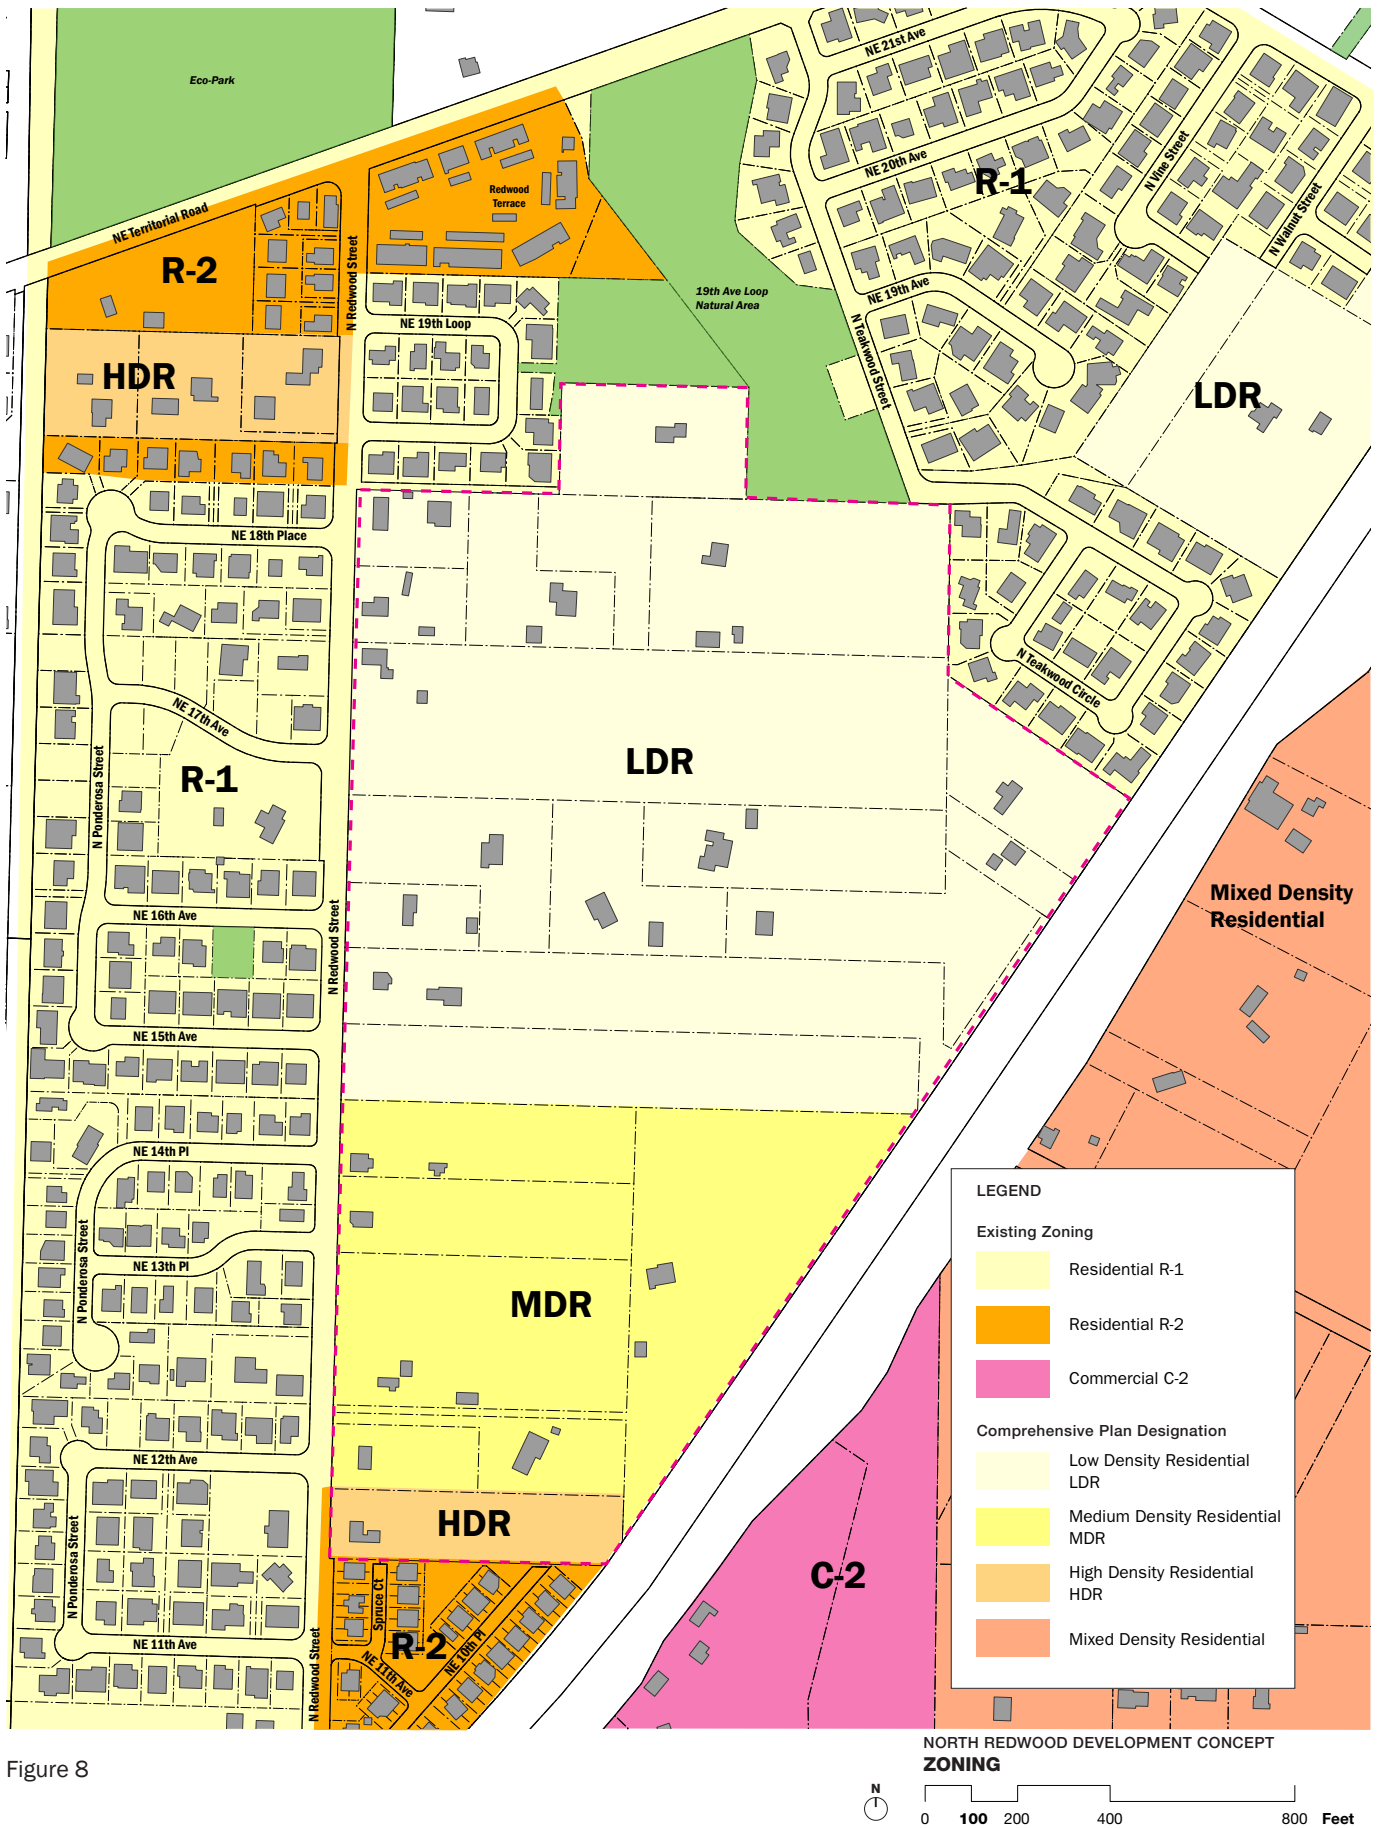 Eco-Park
NE 21st Ave
NE 20th Ave
R-1
N Vine Street
N Walnut Street
Redwood
Terrace
NE Territorial Road
R-2
N Redwood Street
19th Ave Loop
Natural Area
NE 19th Ave
NE 19th Loop
N Teakwood Street
HDR
LDR
NE 18th Place
N Teakwood Circle
NE 17th Ave
LDR
R-1
N Ponderosa Street
Mixed Density
Residential
NE 16th Ave
N Redwood Street
NE 15th Ave
NE 14th Pl
N Ponderosa Street
NE 13th Pl
MDR
NE 12th Ave
HDR
N Ponderosa Street
C-2
Spruce Ct
R-2
NE 11th Ave
NE 11th Ave
NE 10th Pl
N Redwood Street
LEGEND
Existing Zoning
Residential R-1
Residential R-2
Commercial C-2
Comprehensive Plan Designation
Low Density Residential
LDR
Medium Density Residential
MDR
High Density Residential
HDR
Mixed Density Residential
Figure 8
NORTH REDWOOD DEVELOPMENT CONCEPT
ZONING
N
0 100 200 400 800 Feet